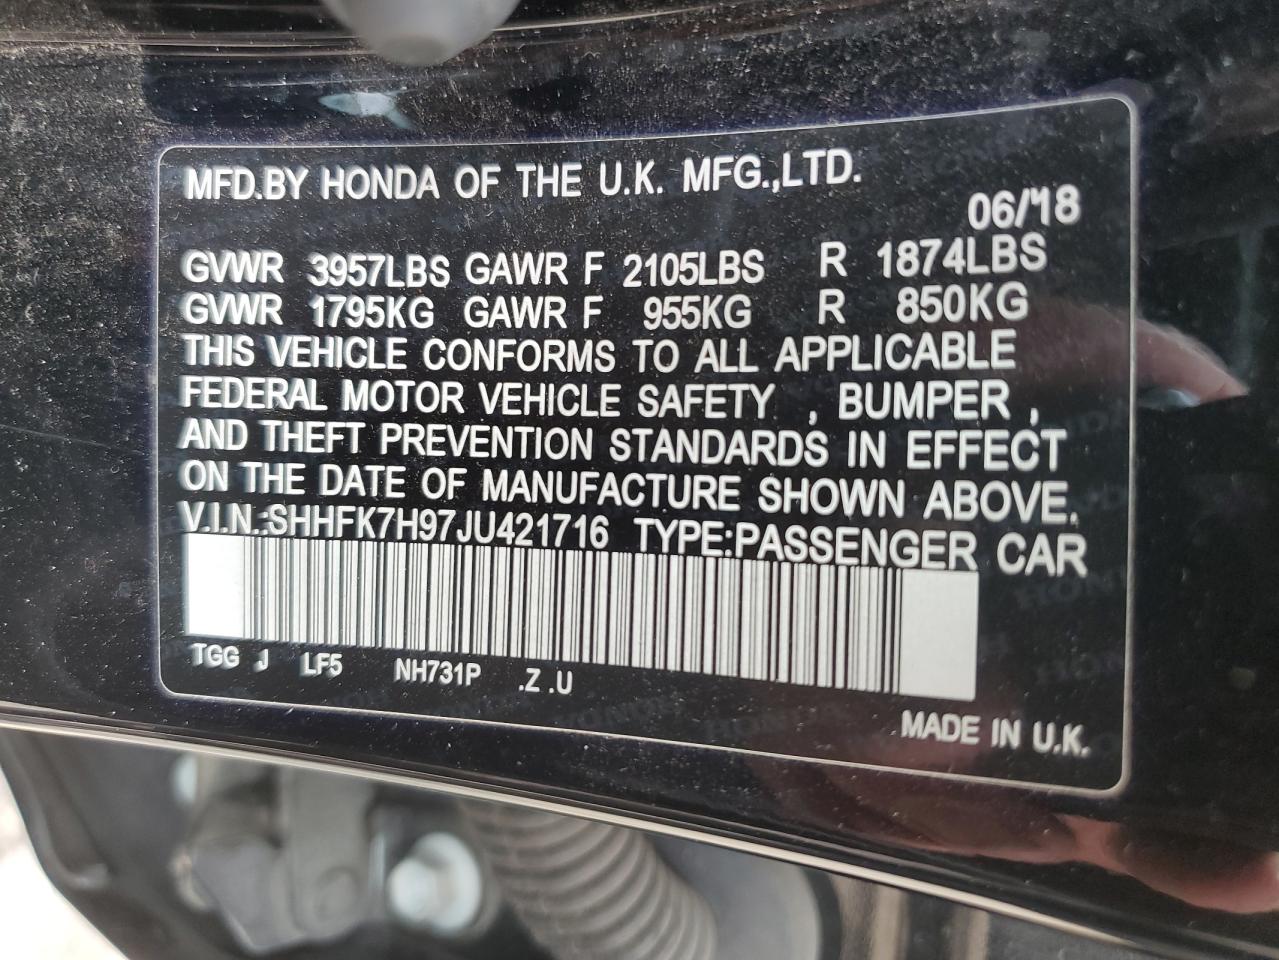 MFD.BY HONDA OF THE U.K. MFG.,LTD.
06/'18
GVWR 3957LBS GAWR F 2105LBS R 1874LBS
GVWR 1795KG GAWR F 955KG R 850KG
THIS VEHICLE CONFORMS TO ALL APPLICABLE
FEDERAL MOTOR VEHICLE SAFETY , BUMPER ,
AND THEFT PREVENTION STANDARDS IN EFFECT
ON THE DATE OF MANUFACTURE SHOWN ABOVE.
V.I.N.:SHHFK7H97JU421716 TYPE:PASSENGER CAR
TGG J LF5 NH731P .Z .U
MADE IN U.K.